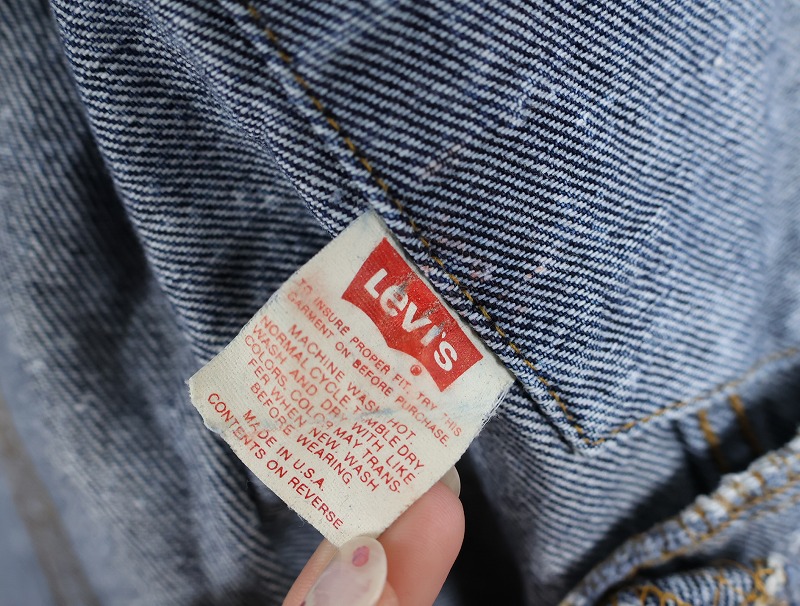 Levi's
TO INSURE PROPER FIT, TRY THIS
GARMENT ON BEFORE PURCHASE.
MACHINE WASH HOT.
NORMAL CYCLE TUMBLE DRY.
WASH AND DRY WITH LIKE
COLORS. COLOR MAY TRANS-
FER WHEN NEW. WASH
BEFORE WEARING
MADE IN U.S.A.
CONTENTS ON REVERSE